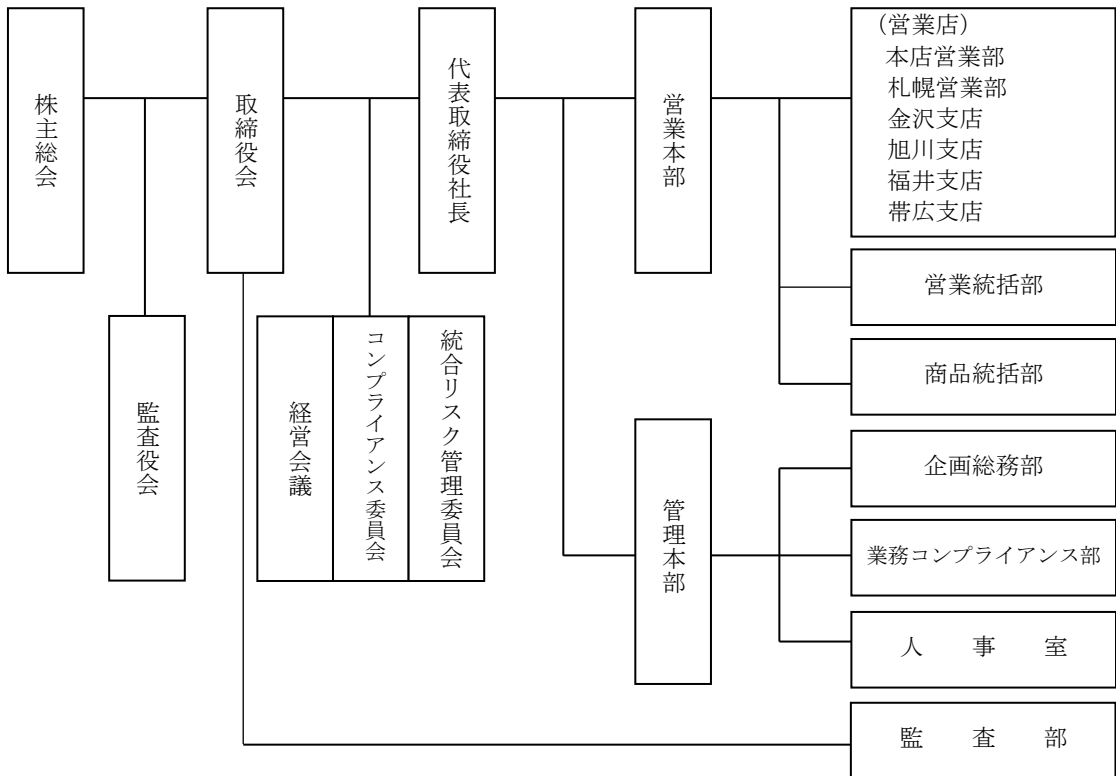 株主総会
監査役会
取締役会
経営会議
コンプライアンス委員会
統合リスク管理委員会
代表取締役社長
営業本部
(営業店)
本店営業部
札幌営業部
金沢支店
旭川支店
福井支店
帯広支店
営業統括部
商品統括部
管理本部
企画総務部
業務コンプライアンス部
人 事 室
監 査 部